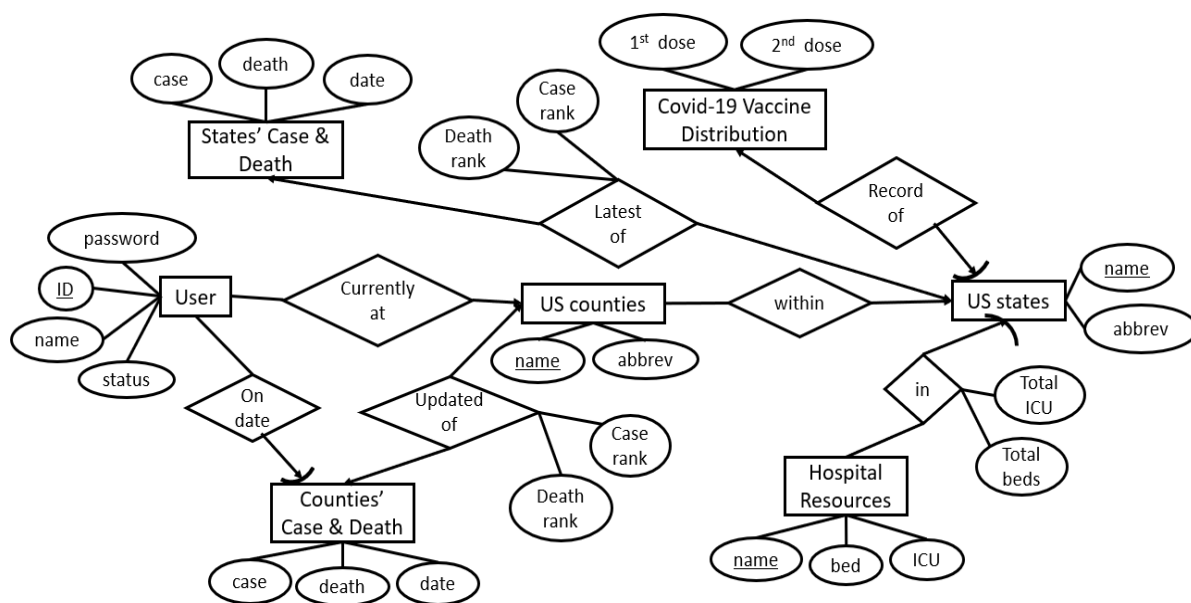 1st dose
2nd dose
case
death
date
Case
rank
Covid-19 Vaccine
Distribution
States' Case &
Death
Death
rank
Record
of
Latest
of
password
ID
User
name
status
Currently
at
US counties
within
US states
name
abbrev
name
abbrev
On
date
Updated
of
in
Total
ICU
Case
rank
Total
beds
Death
rank
Hospital
Resources
Counties'
Case & Death
name
bed
ICU
case
death
date